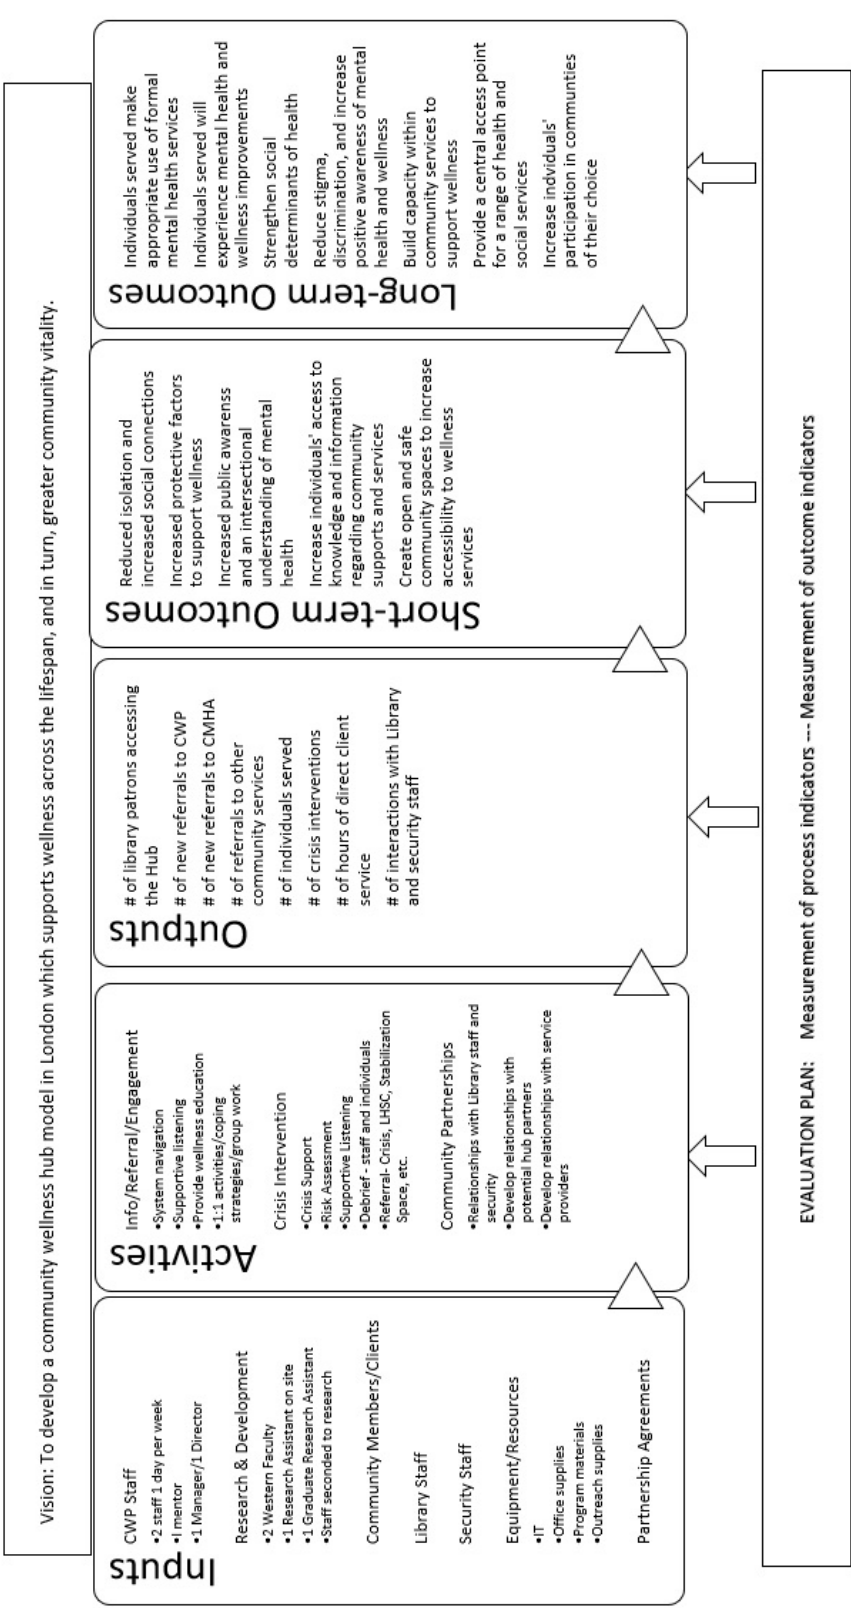 Vision: To develop a community wellness hub model in London which supports wellness across the lifespan, and in turn, greater community vitality.
Inputs
CWP Staff
•2 staff 1 day per week
•I mentor
•1 Manager/1 Director
Research & Development
•2 Western Faculty
•1 Research Assistant on site
•1 Graduate Research Assistant
•Staff seconded to research
Community Members/Clients
Library Staff
Security Staff
Equipment/Resources
•IT
•Office supplies
•Program materials
•Outreach supplies
Partnership Agreements
Activties
Info/Referral/Engagement
•System navigation
•Supportive listening
•Provide wellness education
•1:1 activities/coping
strategies/group work
Crisis Intervention
•Crisis Support
•Risk Assessment
•Supportive Listening
•Debrief - staff and individuals
•Referral- Crisis, LHSC, Stabilization
Space, etc.
Community Partnerships
•Relationships with Library staff and
security
•Develop relationships with
potential hub partners
•Develop relationships with service
providers
Outputs
# of library patrons accessing
the Hub
# of new referrals to CWP
# of new referrals to CMHA
# of referrals to other
community services
# of individuals served
# of crisis interventions
# of hours of direct client
service
# of interactions with Library
and security staff
Short-term Outcomes
Reduced isolation and
increased social connections
Increased protective factors
to support wellness
Increased public awarenss
and an intersectional
understanding of mental
health
Increase individuals' access to
knowledge and information
regarding community
supports and services
Create open and safe
community spaces to increase
accessibility to wellness
services
Long-term Outcomes
Individuals served make
appropriate use of formal
mental health services
Individuals served will
experience mental health and
wellness improvements
Strengthen social
determinants of health
Reduce stigma,
discrimination, and increase
positive awareness of mental
health and wellness
Build capacity within
community services to
support wellness
Provide a central access point
for a range of health and
social services
Increase indviduals'
participation in communties
of their choice
EVALUATION PLAN: Measurement of process indicators --- Measurement of outcome indicators